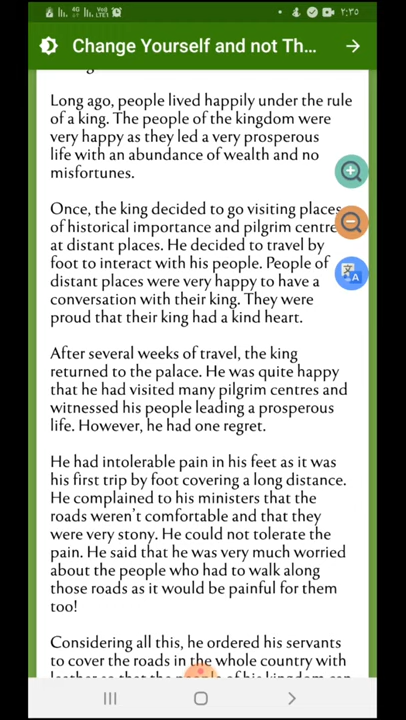 4G
VoI)
LTE1
٢:٣٥
Change Yourself and not Th...
Long ago, people lived happily under the rule
of a king. The people of the kingdom were
very happy as they led a very prosperous
life with an abundance of wealth and no
misfortunes.
Once, the king decided to go visiting places
of historical importance and pilgrim centre
at distant places. He decided to travel by
foot to interact with his people. People of
distant places were very happy to have a
conversation with their king. They were
proud that their king had a kind heart.
After several weeks of travel, the king
returned to the palace. He was quite happy
that he had visited many pilgrim centres and
witnessed his people leading a prosperous
life. However, he had one regret.
He had intolerable pain in his feet as it was
his first trip by foot covering a long distance.
He complained to his ministers that the
roads weren't comfortable and that they
were very stony. He could not tolerate the
pain. He said that he was very much worried
about the people who had to walk along
those roads as it would be painful for them
too!
Considering all this, he ordered his servants
to cover the roads in the whole country with